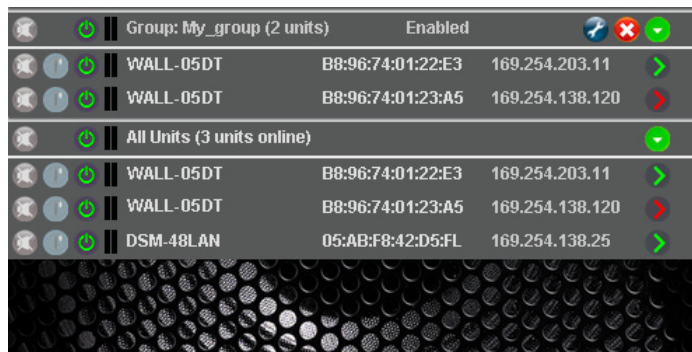 Group: My_group (2 units) Enabled
WALL-05DT B8:96:74:01:22:E3 169.254.203.11
WALL-05DT B8:96:74:01:23:A5 169.254.138.120
All Units (3 units online)
WALL-05DT B8:96:74:01:22:E3 169.254.203.11
WALL-05DT B8:96:74:01:23:A5 169.254.138.120
DSM-48LAN 05:AB:F8:42:D5:FL 169.254.138.25